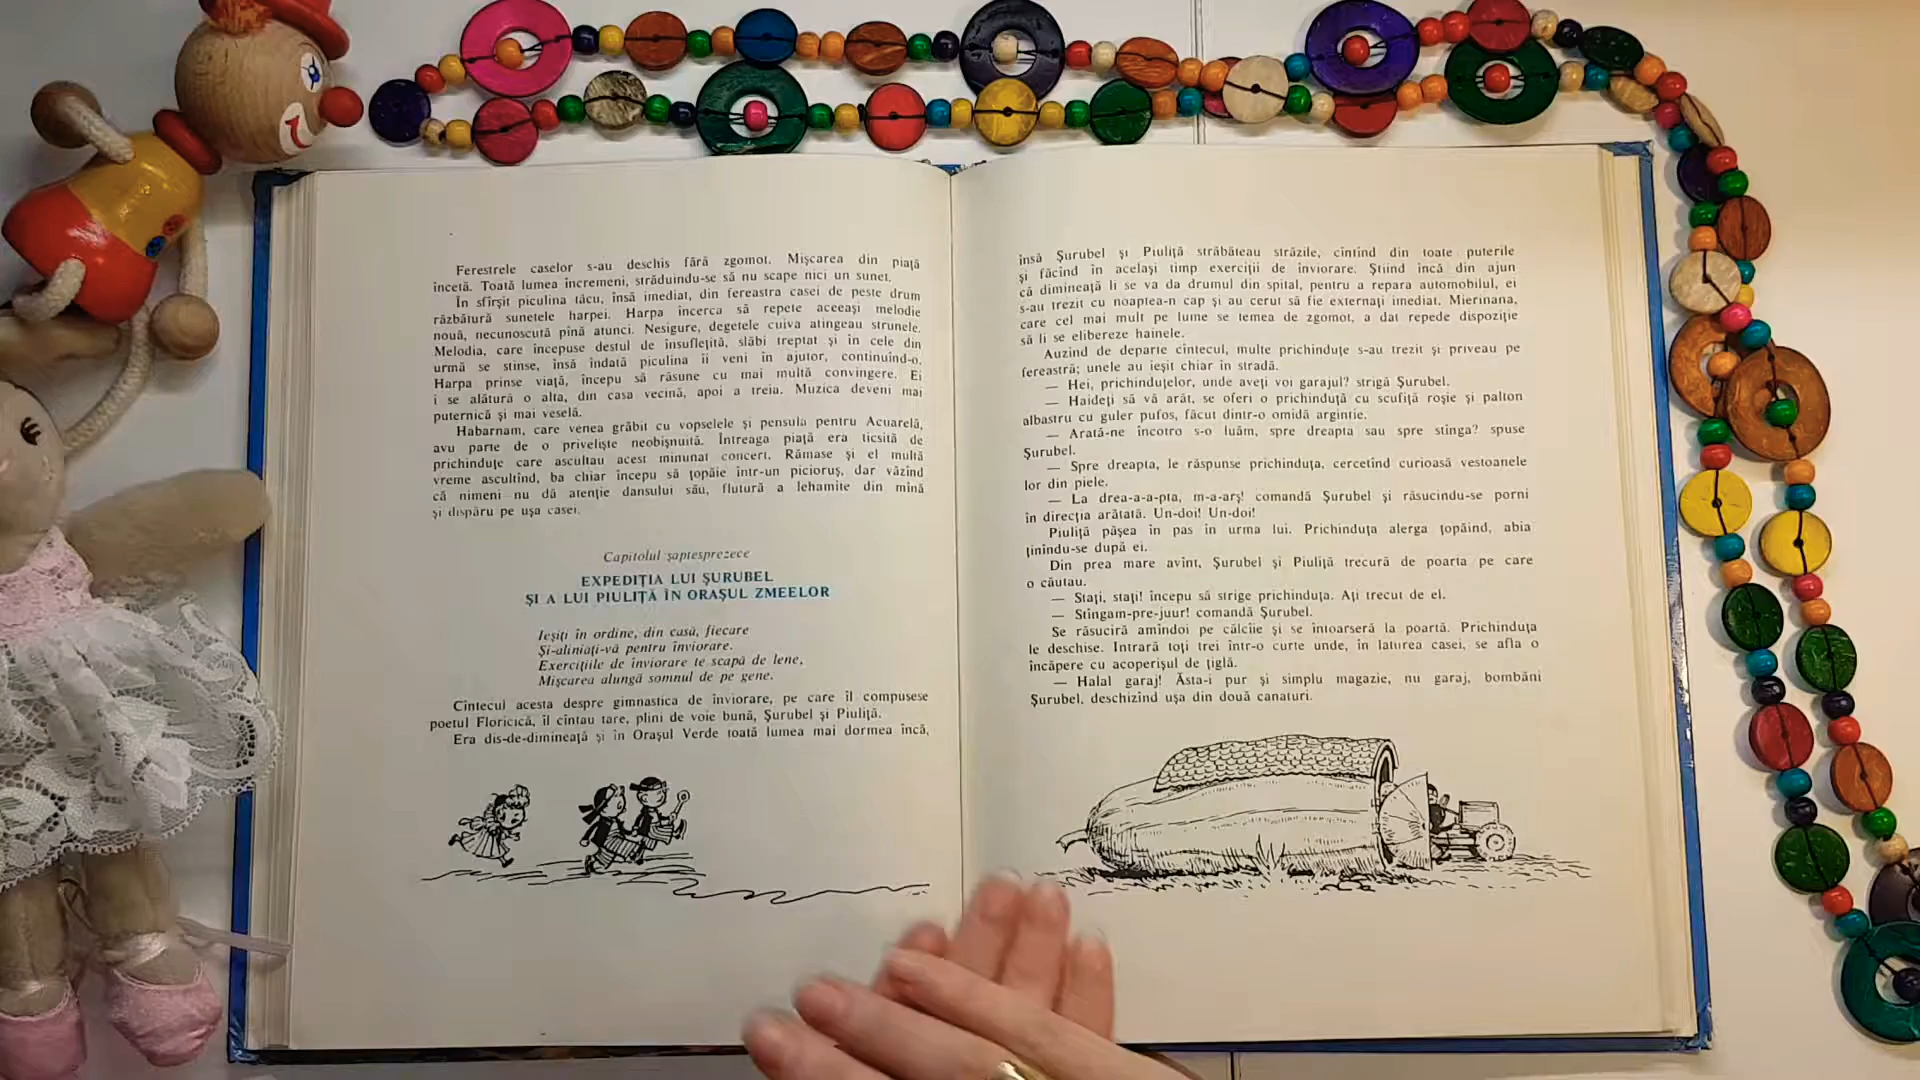 Ferestrele caselor s-au deschis fără zgomot. Mișcarea din piață
încetă. Toată lumea încremeni, străduindu-se să nu scape nici un sunet.
În sfîrșit piculina tăcu, însă imediat, din fereastra casei de peste drum
răzbătură sunetele harpei. Harpa încerca să repete aceeași melodie
nouă, necunoscută pînă atunci. Nesigure, degetele cuiva atingeau strunele.
Melodia, care începuse destul de însuflețită, slăbi treptat și în cele din
urmă se stinse, însă îndată piculina îi veni în ajutor, continuînd-o.
Harpa prinse viață, începu să răsune cu mai multă convingere. Ei
i se alătură o alta, din casa vecină, apoi a treia. Muzica deveni mai
puternică și mai veselă.
Habarnam, care venea grăbit cu vopselele și pensula pentru Acuarelă,
avu parte de o priveliște neobișnuită. Întreaga piață era ticsită de
prichinduțe care ascultau acest minunat concert. Rămase și el multă
vreme ascultînd, ba chiar începu să țopăie într-un picioruș, dar văzînd
că nimeni nu dă atenție dansului său, flutură a lehamite din mînă
și dispăru pe ușa casei.
Capitolul șaptesprezece
EXPEDIȚIA LUI ȘURUBEL
ȘI A LUI PIULIȚĂ ÎN ORAȘUL ZMEELOR
Ieșiți în ordine, din casă, fiecare
Și-aliniați-vă pentru înviorare.
Exercițiile de înviorare te scapă de lene,
Mișcarea alungă somnul de pe gene.
Cîntecul acesta despre gimnastica de înviorare, pe care îl compusese
poetul Floricică, îl cîntau tare, plini de voie bună, Șurubel și Piuliță.
Era dis-de-dimineață și în Orașul Verde toată lumea mai dormea încă,
însă Șurubel și Piuliță străbăteau străzile, cîntînd din toate puterile
și făcînd în același timp exerciții de înviorare. Știind încă din ajun
că dimineață li se va da drumul din spital, pentru a repara automobilul, ei
s-au trezit cu noaptea-n cap și au cerut să fie externați imediat. Mierinana,
care cel mai mult pe lume se temea de zgomot, a dat repede dispoziție
să li se elibereze hainele.
Auzind de departe cîntecul, multe prichinduțe s-au trezit și priveau pe
fereastră; unele au ieșit chiar în stradă.
— Hei, prichinduțelor, unde aveți voi garajul? strigă Șurubel.
— Haideți să vă arăt, se oferi o prichinduță cu scufiță roșie și palton
albastru cu guler pufos, făcut dintr-o omidă argintie.
— Arată-ne încotro s-o luăm, spre dreapta sau spre stînga? spuse
Șurubel.
— Spre dreapta, le răspunse prichinduța, cercetînd curioasă vestoanele
lor din piele.
— La drea-a-a-pta, m-a-arș! comandă Șurubel și răsucindu-se porni
în direcția arătată. Un-doi! Un-doi!
Piuliță pășea în pas în urma lui. Prichinduța alerga țopăind, abia
ținîndu-se după ei.
Din prea mare avînt, Șurubel și Piuliță trecură de poarta pe care
o căutau.
— Stați, stați! începu să strige prichinduța. Ați trecut de el.
— Stîngam-pre-juur! comandă Șurubel.
Se răsuciră amîndoi pe călcîie și se întoarseră la poartă. Prichinduța
le deschise. Intrară toți trei într-o curte unde, în laturea casei, se afla o
încăpere cu acoperișul de țiglă.
— Halal garaj! Ăsta-i pur și simplu magazie, nu garaj, bombăni
Șurubel, deschizînd ușa din două canaturi.